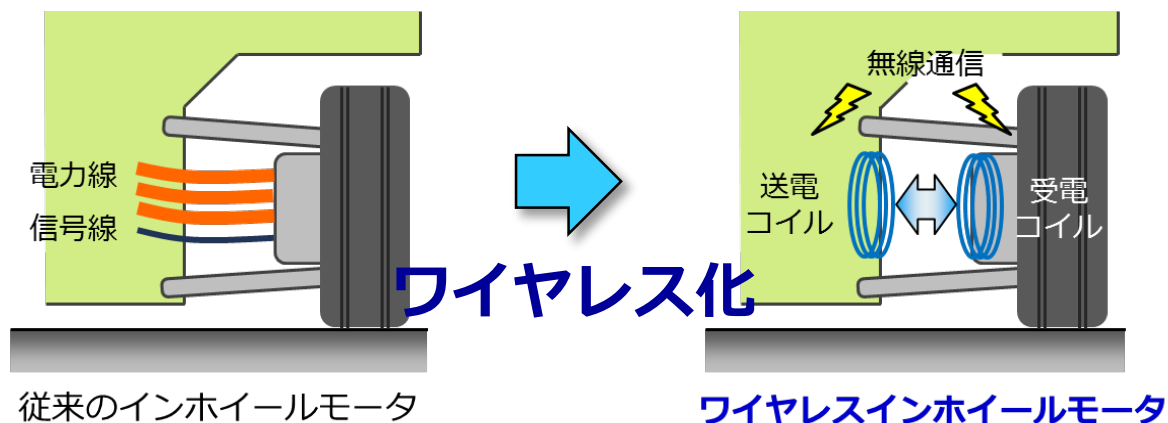 電力線
信号線
従来のインホイールモータ
ワイヤレス化
無線通信
送電
コイル
受電
コイル
ワイヤレスインホイールモータ